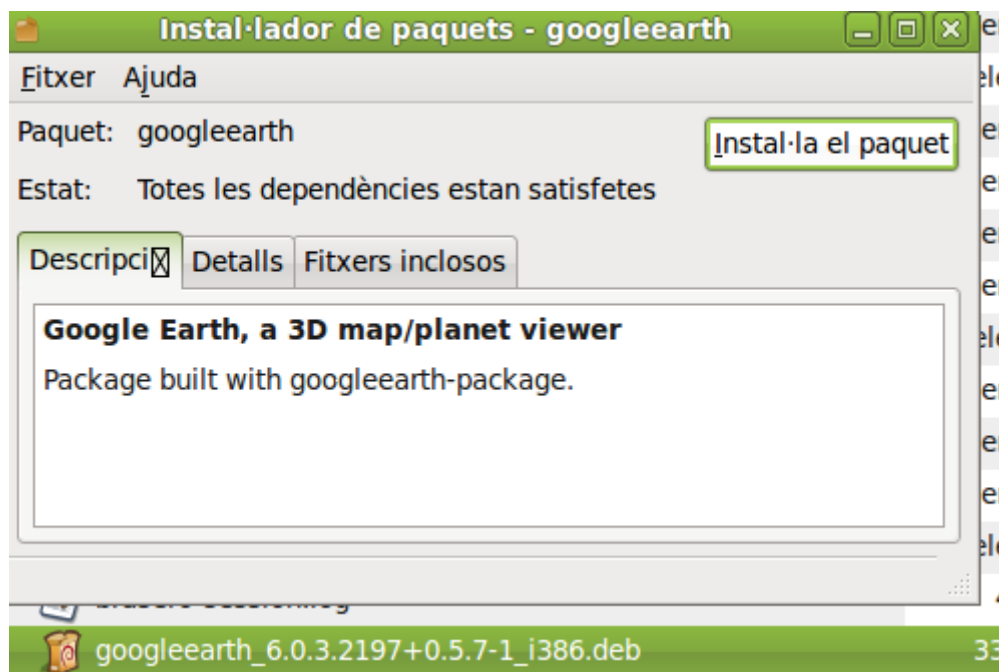 Instal·lador de paquets - googleearth
Fitxer Ajuda
Paquet: googleearth
Instal·la el paquet
Estat: Totes les dependències estan satisfetes
Descripci Detalls Fitxers inclosos
Google Earth, a 3D map/planet viewer
Package built with googleearth-package.
googleearth_6.0.3.2197+0.5.7-1_i386.deb
33